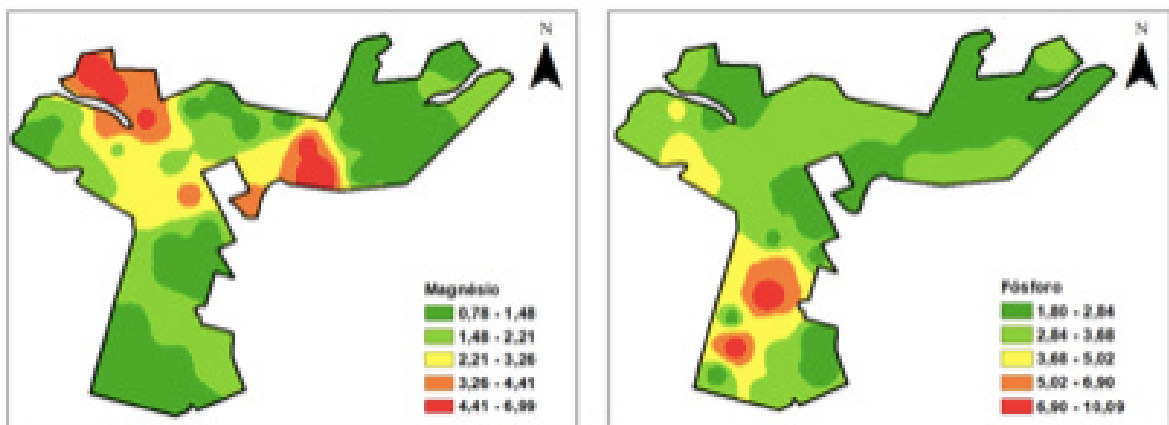 N
Magnésio
0,78 - 1,48
1,48 - 2,21
2,21 - 3,26
3,26 - 4,41
4,41 - 6,99
N
Fósforo
1,80 - 2,84
2,84 - 3,68
3,68 - 5,02
5,02 - 6,90
6,90 - 10,09